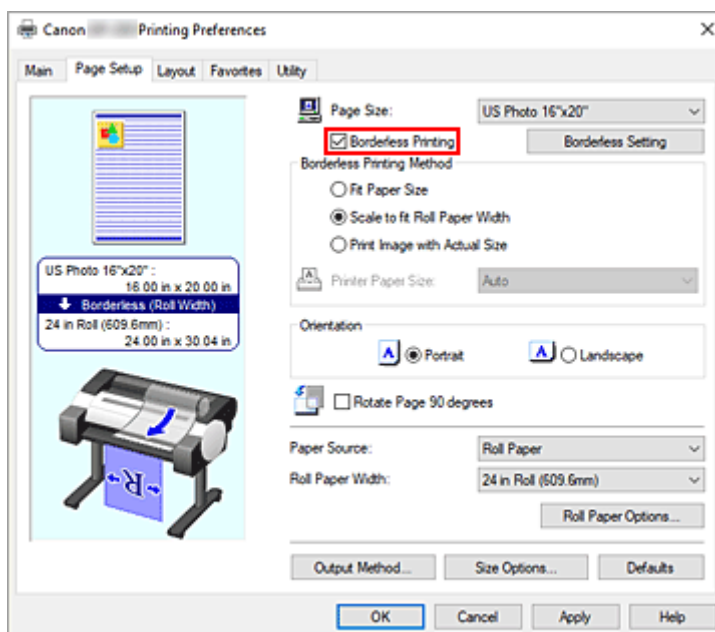 Canon Printing Preferences
Main Page Setup Layout Favorites Utility
Page Size: US Photo 16"x20"
Borderless Printing Borderless Setting
Borderless Printing Method
Fit Paper Size
Scale to fit Roll Paper Width
Print Image with Actual Size
Printer Paper Size: Auto
US Photo 16"x20" :
16.00 in x 20.00 in
Borderless (Roll Width)
24 in Roll (609.6mm) :
24.00 in x 30.04 in
R
Orientation
A Portrait A Landscape
Rotate Page 90 degrees
Paper Source: Roll Paper
Roll Paper Width: 24 in Roll (609.6mm)
Roll Paper Options...
Output Method... Size Options... Defaults
OK Cancel Apply Help